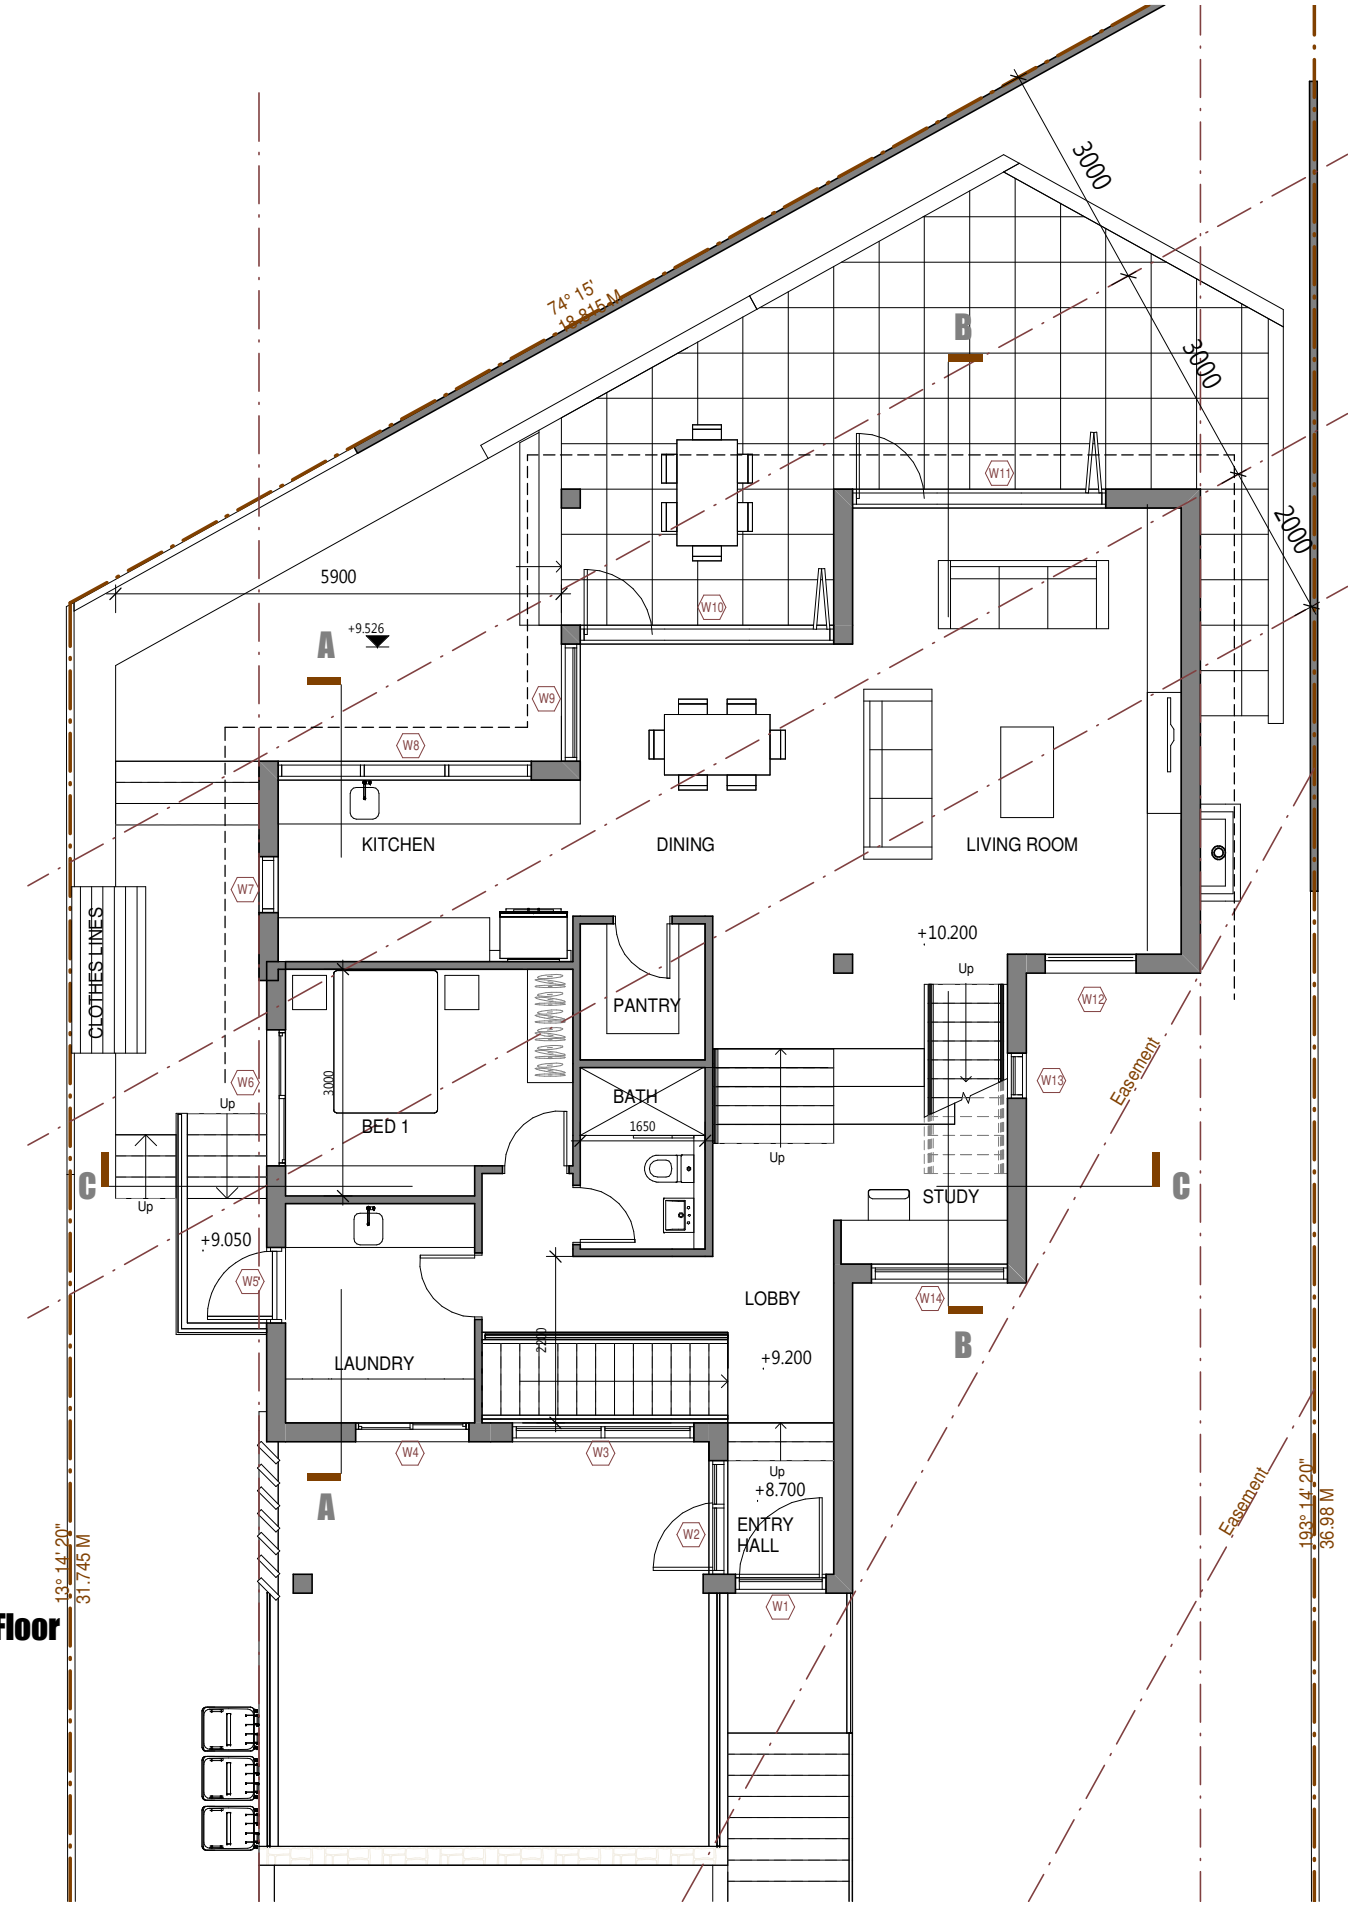 3000
74° 15'
18.815 M
B
3000
W11
2000
5900
W10
+9.526
A
W9
W8
KITCHEN
DINING
LIVING ROOM
W7
CLOTHES LINES
+10.200
Up
PANTRY
W12
Easement
W6
3000
BATH
W13
Up
BED 1
1650
Up
C
C
STUDY
Up
+9.050
W5
LOBBY
W14
2200
B
LAUNDRY
+9.200
W4
W3
Up
+8.700
A
W2
ENTRY
HALL
Easement
193° 14' 20"
36.98 M
13° 14' 20"
31.745 M
W1
Floor